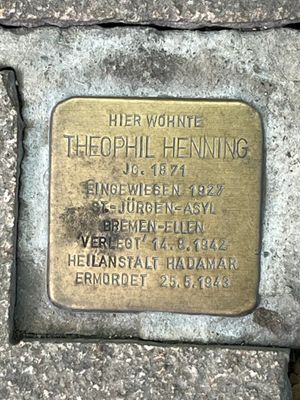 HIER WOHNTE
THEOPHIL HENNING
JG. 1871
EINGEWIESEN 1927
ST.-JÜRGEN-ASYL
BREMEN-ELLEN
VERLEGT 14.8.1942
HEILANSTALT HADAMAR
ERMORDET 25.5.1943